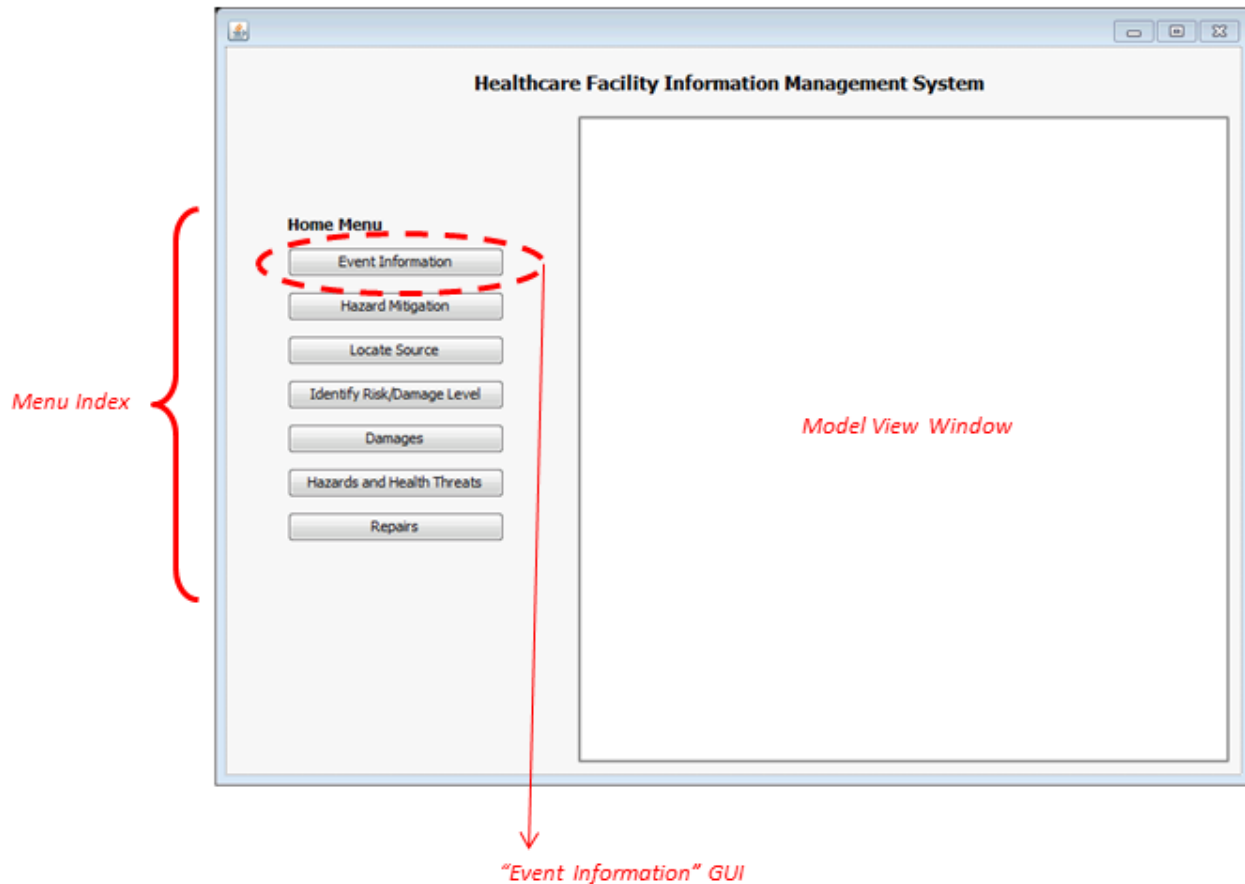 Healthcare Facility Information Management System
Home Menu
Event Information
Hazard Mitigation
Locate Source
Identify Risk/Damage Level
Damages
Hazards and Health Threats
Repairs
Menu Index
Model View Window
“Event Information” GUI